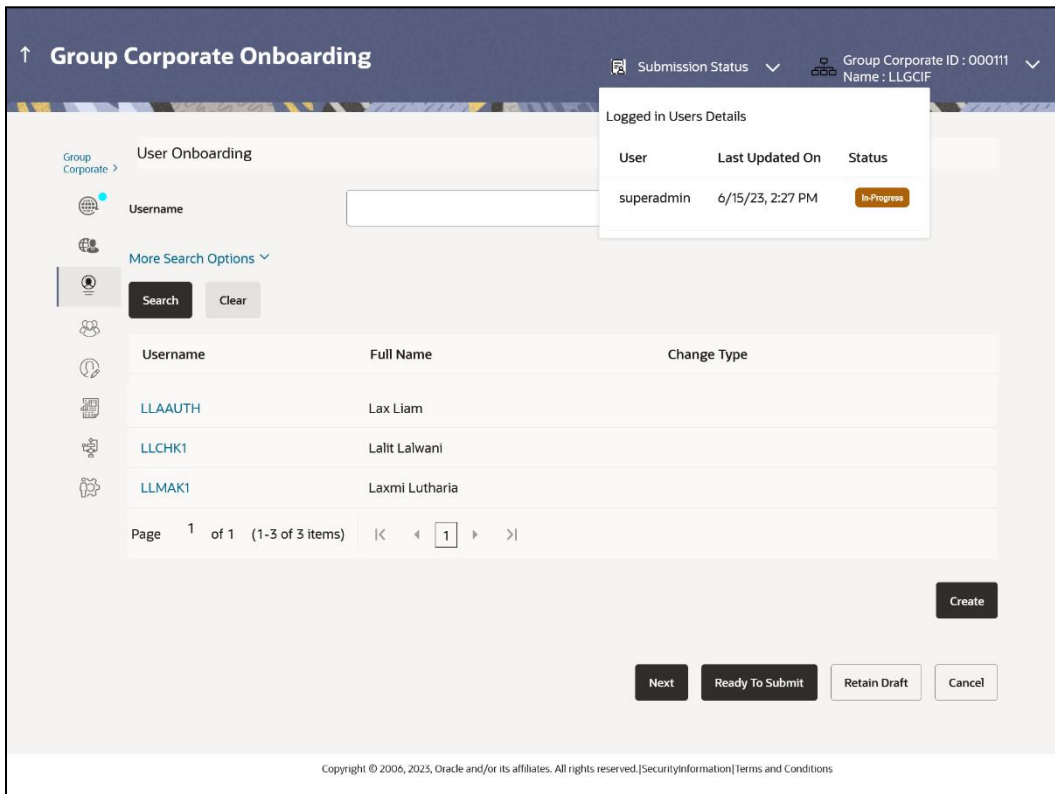 Group Corporate Onboarding
Submission Status
Group Corporate ID : 000111
Name : LLGCIF
Logged in Users Details
User Last Updated On Status
superadmin 6/15/23, 2:27 PM In-Progress
Group
Corporate >
User Onboarding
Username
More Search Options
Search Clear
Username Full Name Change Type
LLAAUTH Lax Liam
LLCHK1 Lalit Lalwani
LLMAK1 Laxmi Lutharia
Page 1 of 1 (1-3 of 3 items) 1
Create
Next Ready To Submit Retain Draft Cancel
Copyright © 2006, 2023, Oracle and/or its affiliates. All rights reserved.|SecurityInformation|Terms and Conditions